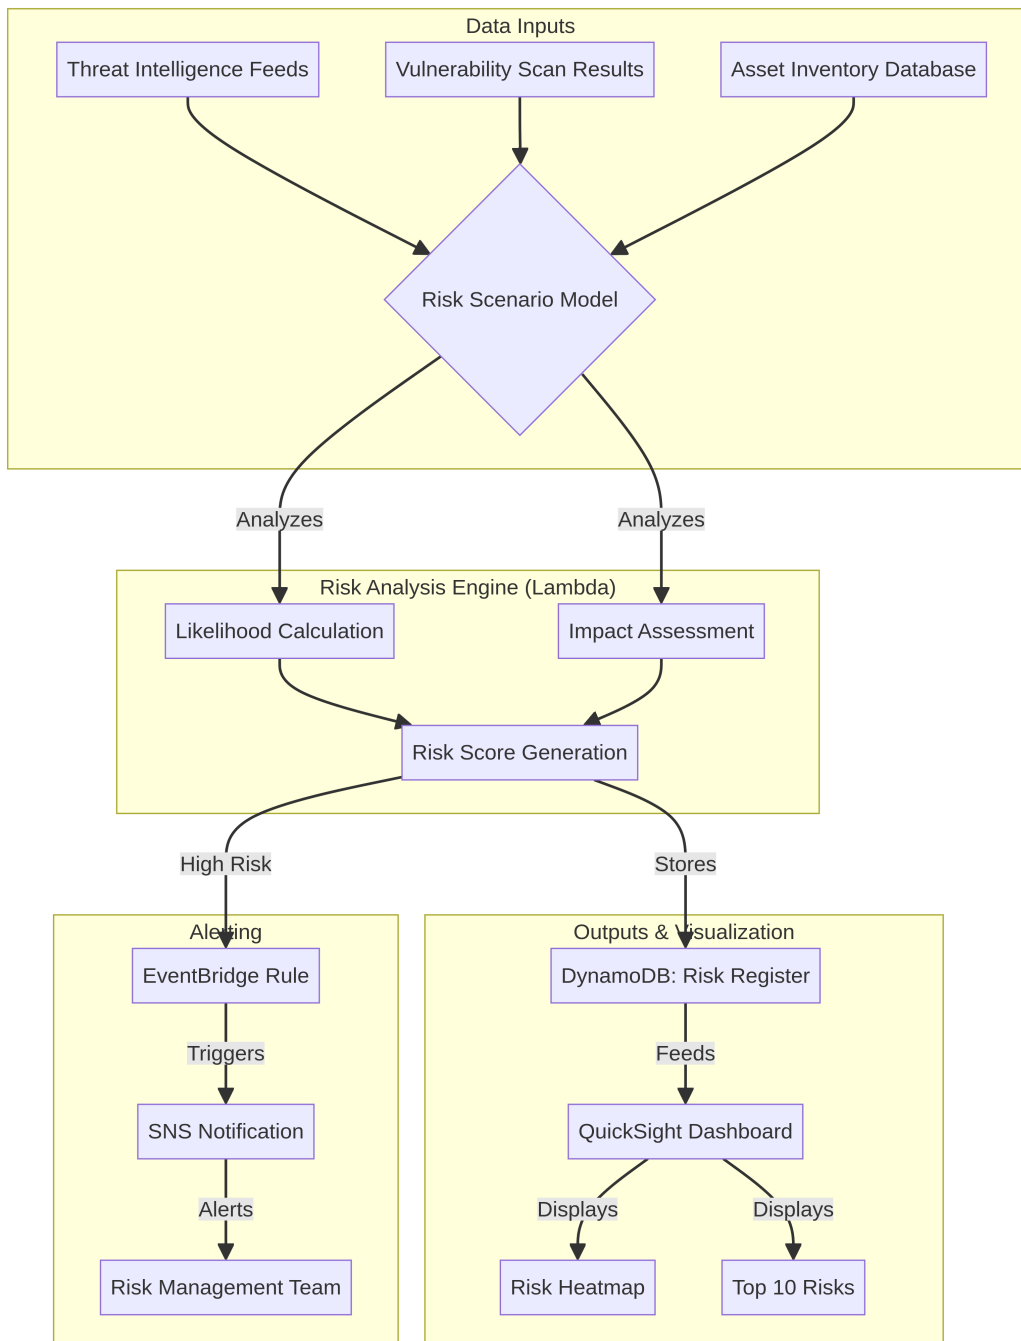 Data Inputs
Threat Intelligence Feeds
Vulnerability Scan Results
Asset Inventory Database
Risk Scenario Model
Analyzes
Analyzes
Risk Analysis Engine (Lambda)
Likelihood Calculation
Impact Assessment
Risk Score Generation
High Risk
Stores
Alerting
Outputs & Visualization
EventBridge Rule
DynamoDB: Risk Register
Triggers
Feeds
SNS Notification
QuickSight Dashboard
Alerts
Displays
Displays
Risk Management Team
Risk Heatmap
Top 10 Risks